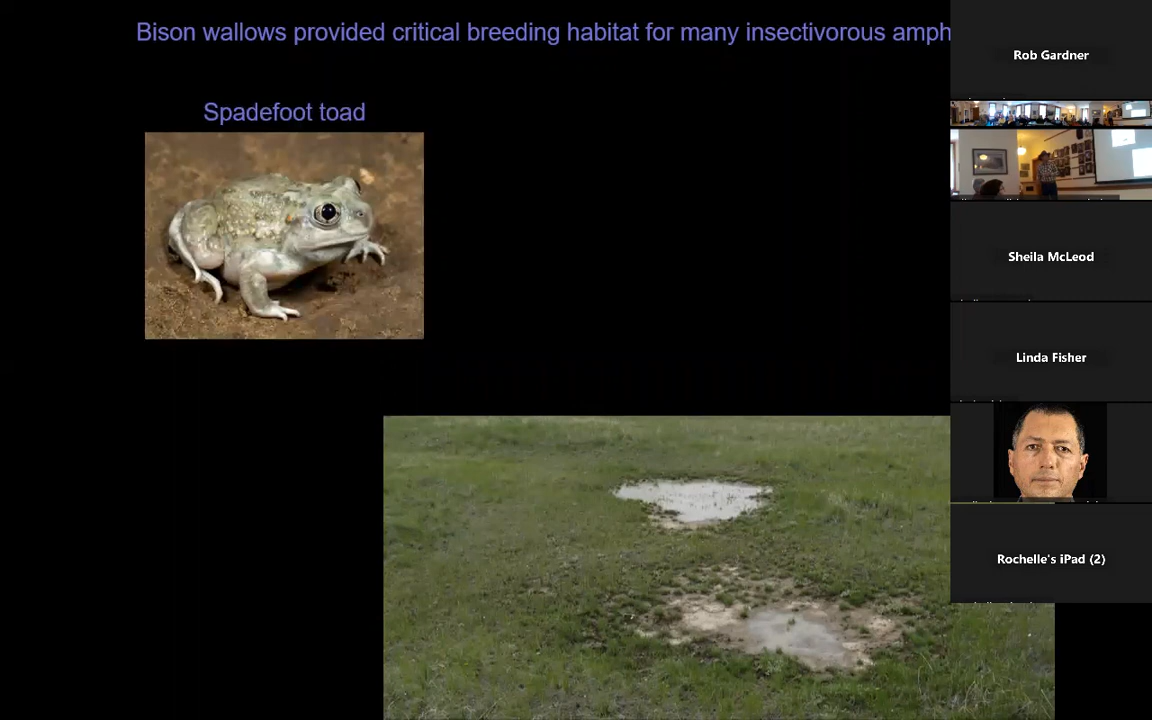 Bison wallows provided critical breeding habitat for many insectivorous amph
Spadefoot toad
Rob Gardner
Sheila McLeod
Linda Fisher
Rochelle's iPad (2)